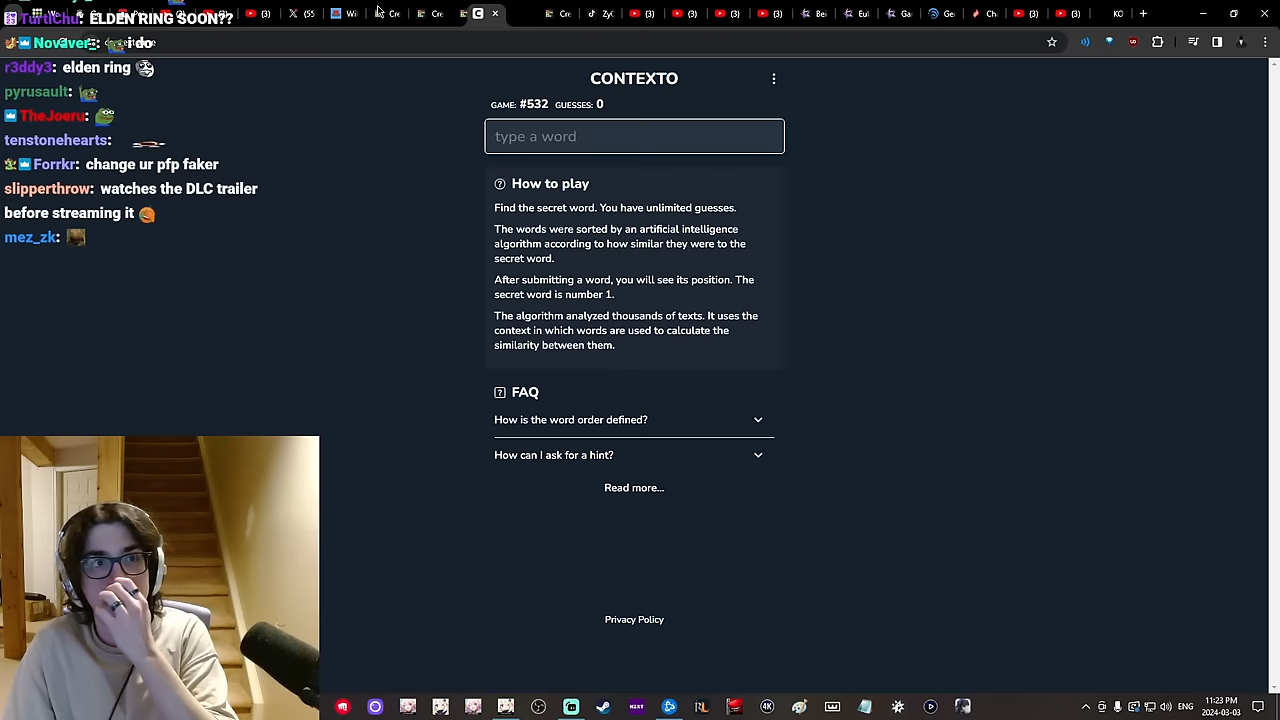 TurtlChu: ELDEN RING SOON??
Novaver_: i do
r3ddy3: elden ring
pyrusault:
TheJoeru:
tenstonehearts:
Forrkr: change ur pfp faker
slipperthrow: watches the DLC trailer
before streaming it
mez_zk:
CONTEXTO
GAME: #532 GUESSES: 0
type a word
How to play
Find the secret word. You have unlimited guesses.
The words were sorted by an artificial intelligence
algorithm according to how similar they were to the
secret word.
After submitting a word, you will see its position. The
secret word is number 1.
The algorithm analyzed thousands of texts. It uses the
context in which words are used to calculate the
similarity between them.
FAQ
How is the word order defined?
How can I ask for a hint?
Read more...
Privacy Policy
11:23 PM
2024-03-03